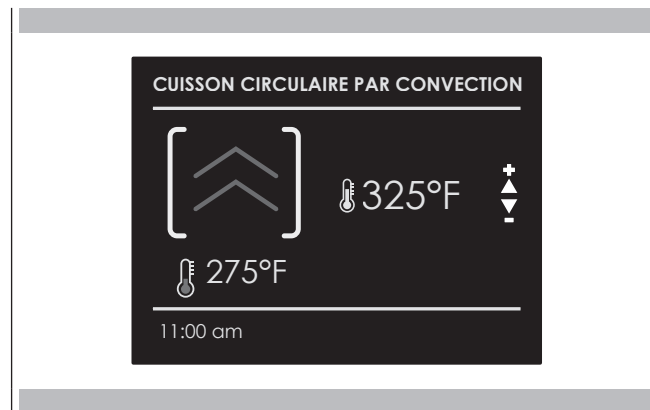 CUISSON CIRCULAIRE PAR CONVECTION
325°F
275°F
11:00 am